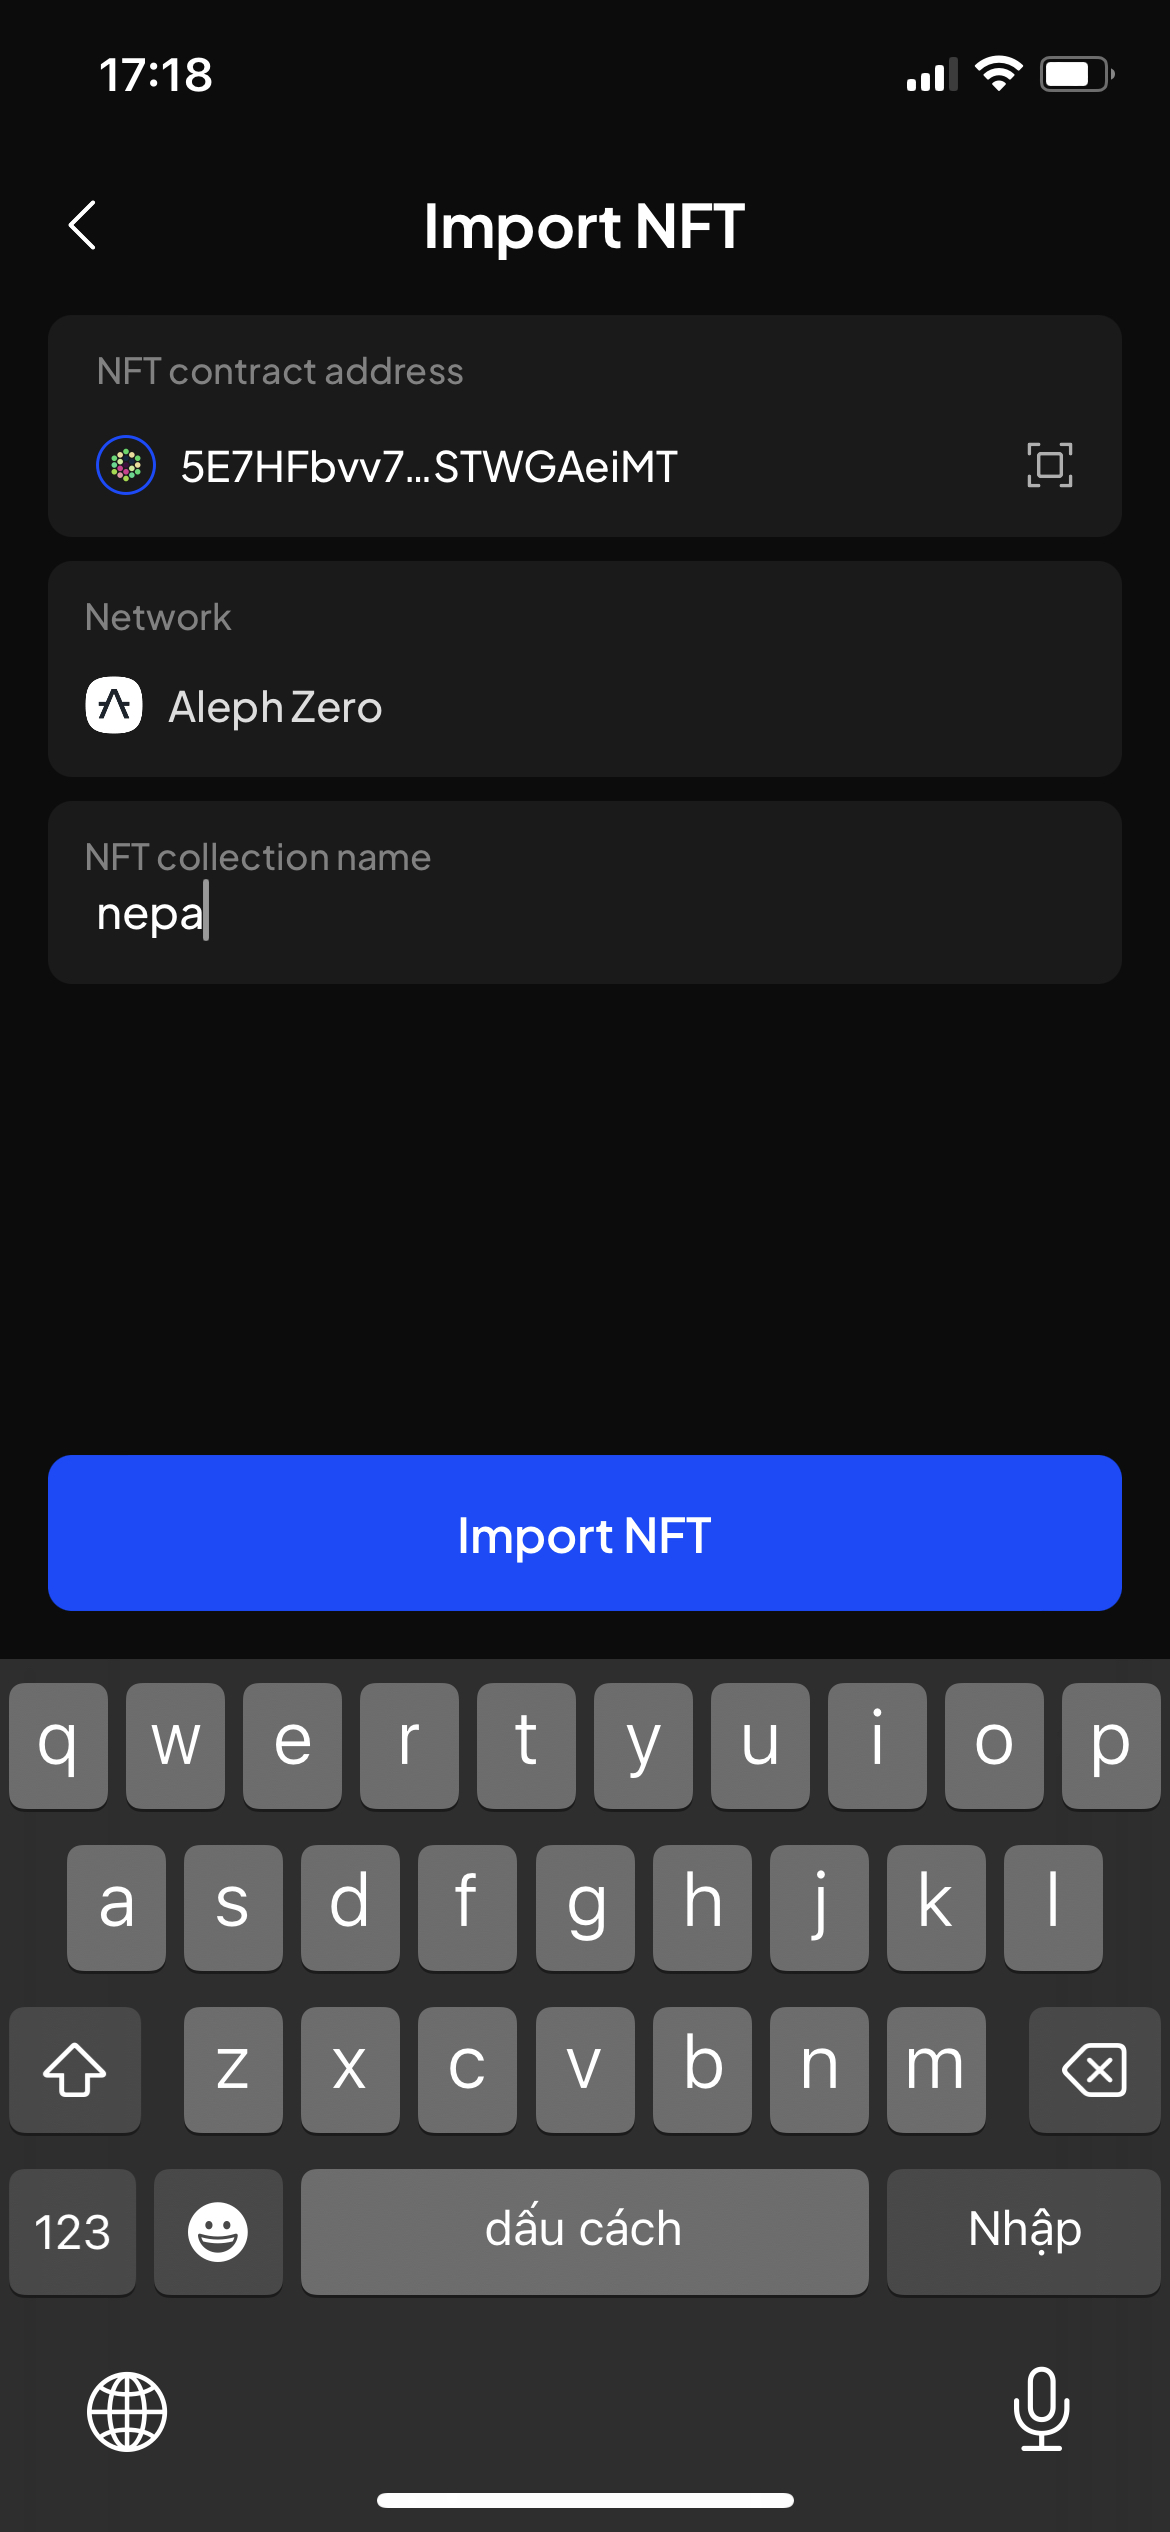 17:18
Import NFT
NFT contract address
5E7HFbvv7...STWGAeiMT
Network
Aleph Zero
NFT collection name
nepa
Import NFT
q w e r t y u i o p
a s d f g h j k l
z x c v b n m
123 dấu cách Nhập